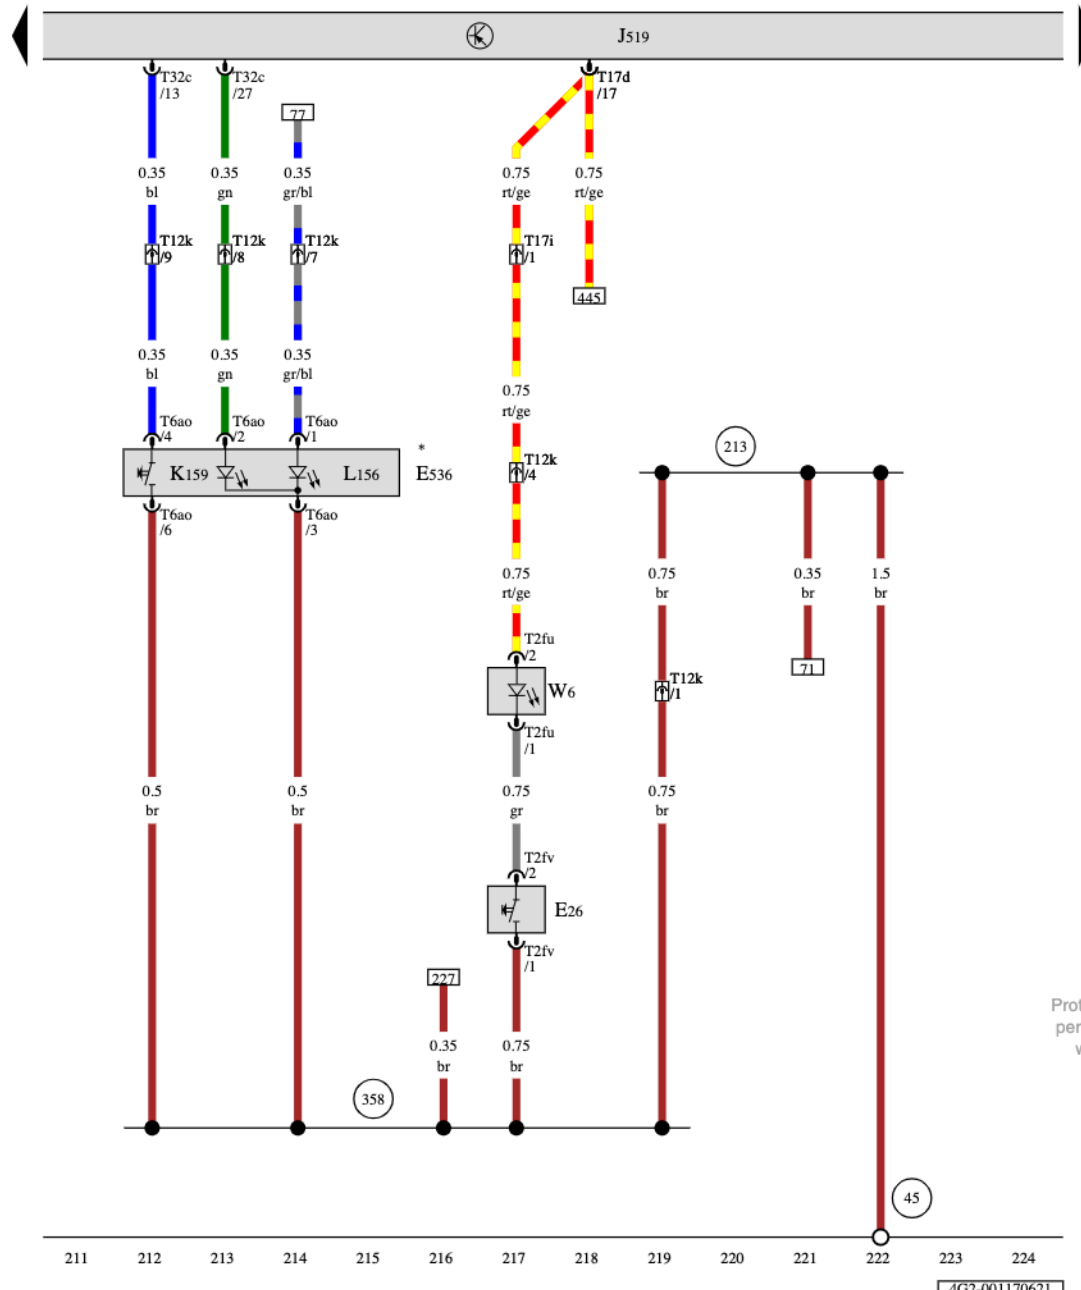 J519
T32c
/13
T32c
/27
T17d
/17
77
0.35
bl
0.35
gn
0.35
gr/bl
0.75
rt/ge
0.75
rt/ge
T12k
/9
T12k
/8
T12k
/7
T17i
/1
445
0.35
bl
0.35
gn
0.35
gr/bl
0.75
rt/ge
T6ao
/4
T6ao
/2
T6ao
/1
K159
L156
*
E536
T12k
/4
213
T6ao
/6
T6ao
/3
0.75
rt/ge
0.75
br
0.35
br
1.5
br
T2fu
/2
71
W6
T12k
/1
T2fu
/1
0.5
br
0.5
br
0.75
gr
0.75
br
T2fv
/2
E26
T2fv
/1
227
Prot
per
w
0.35
br
0.75
br
358
45
211 212 213 214 215 216 217 218 219 220 221 222 223 224
4G2-001170621